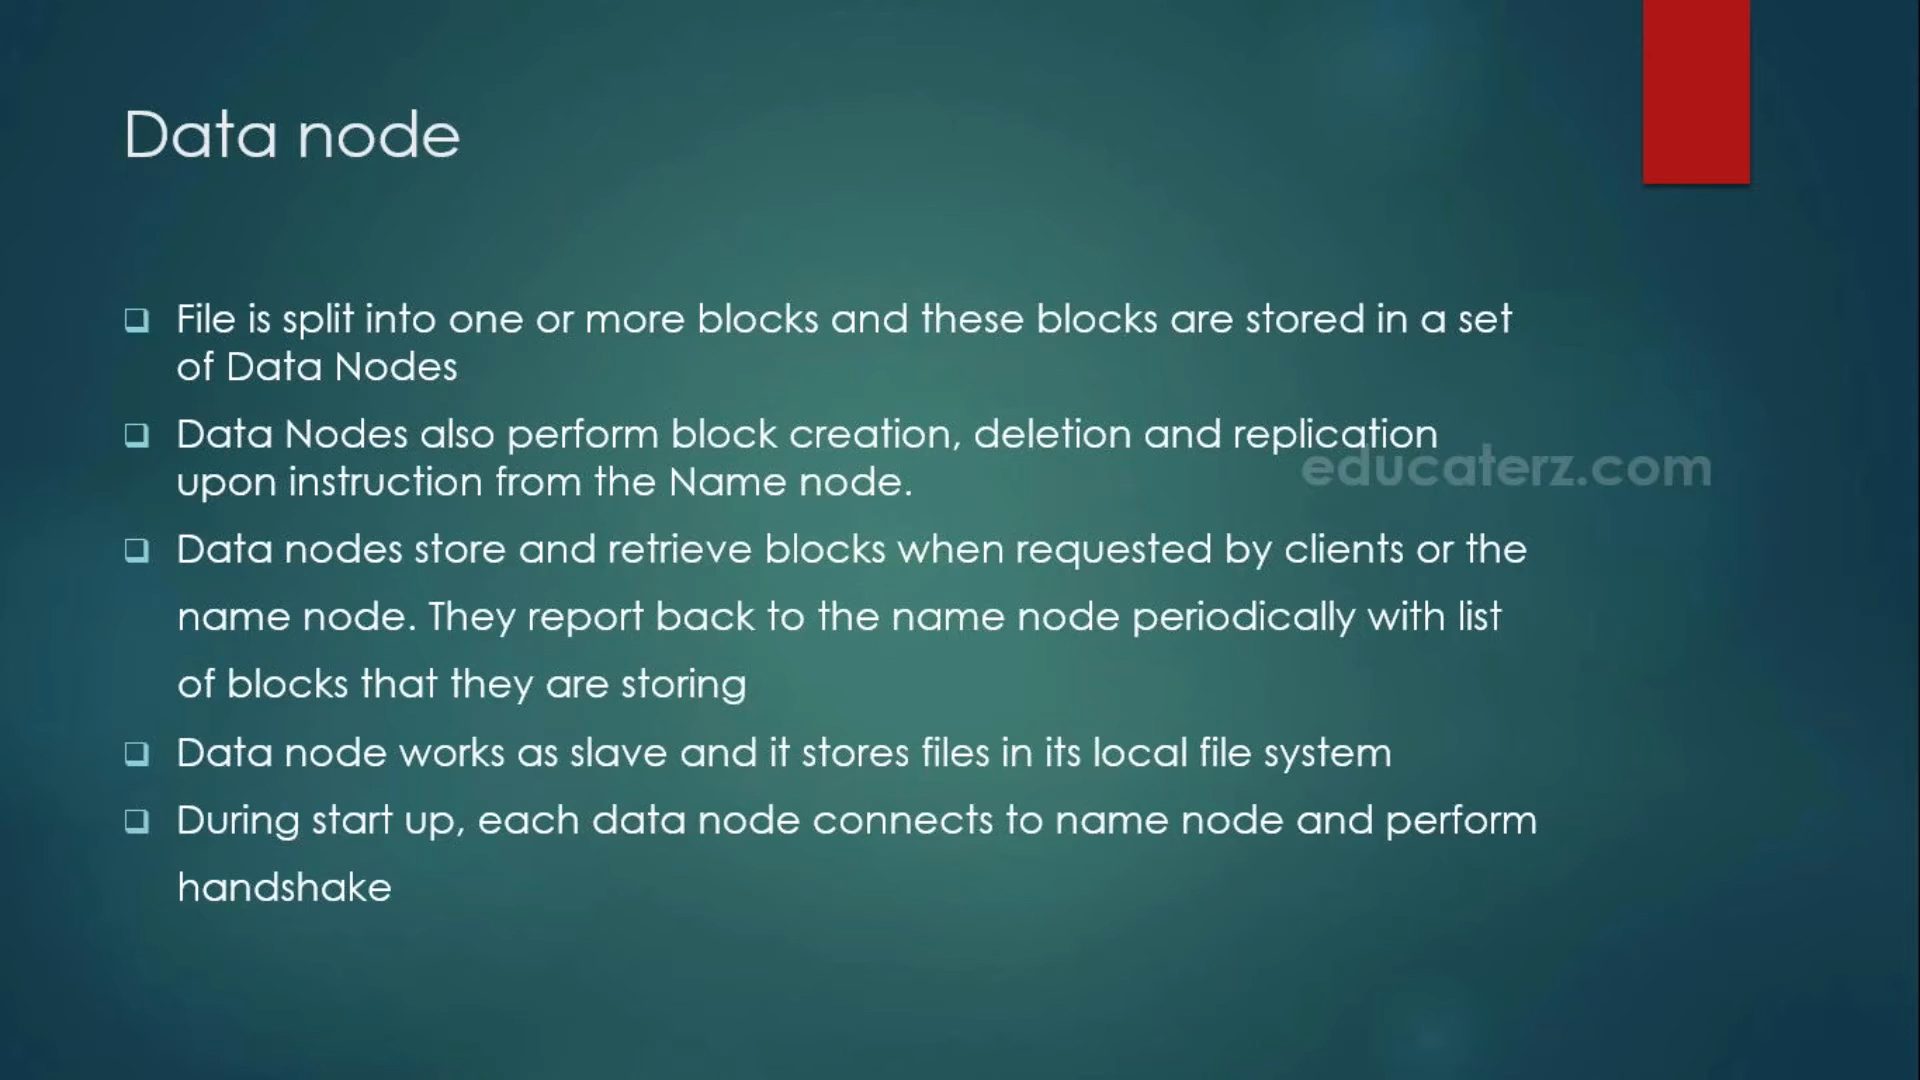 Data node
File is split into one or more blocks and these blocks are stored in a set
of Data Nodes
Data Nodes also perform block creation, deletion and replication
upon instruction from the Name node.
educaterz.com
Data nodes store and retrieve blocks when requested by clients or the
name node. They report back to the name node periodically with list
of blocks that they are storing
Data node works as slave and it stores files in its local file system
During start up, each data node connects to name node and perform
handshake